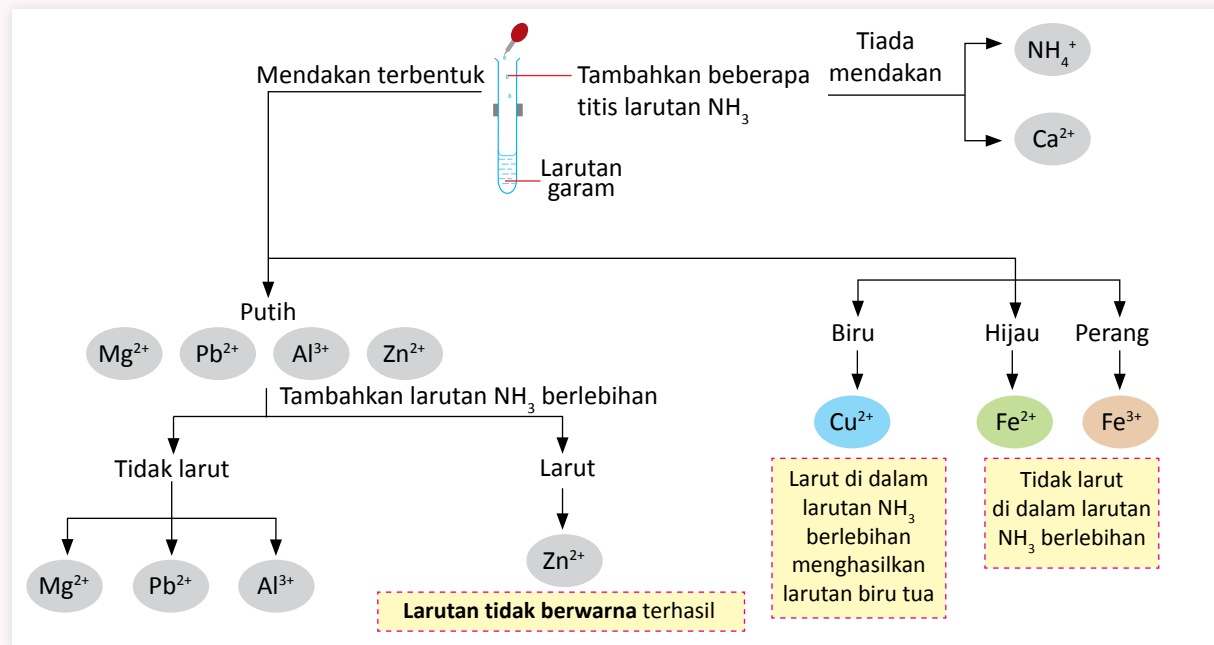 Mendakan terbentuk
Tambahkan beberapa
titis larutan NH₃
Tiada
mendakan
NH₄⁺
Ca²⁺
Larutan
garam
Putih
Mg²⁺ Pb²⁺ Al³⁺ Zn²⁺
Tambahkan larutan NH₃ berlebihan
Tidak larut
Larut
Mg²⁺ Pb²⁺ Al³⁺
Zn²⁺
Larutan tidak berwarna terhasil
Biru Hijau Perang
Cu²⁺ Fe²⁺ Fe³⁺
Larut di dalam
larutan NH₃
berlebihan
menghasilkan
larutan biru tua
Tidak larut
di dalam larutan
NH₃ berlebihan